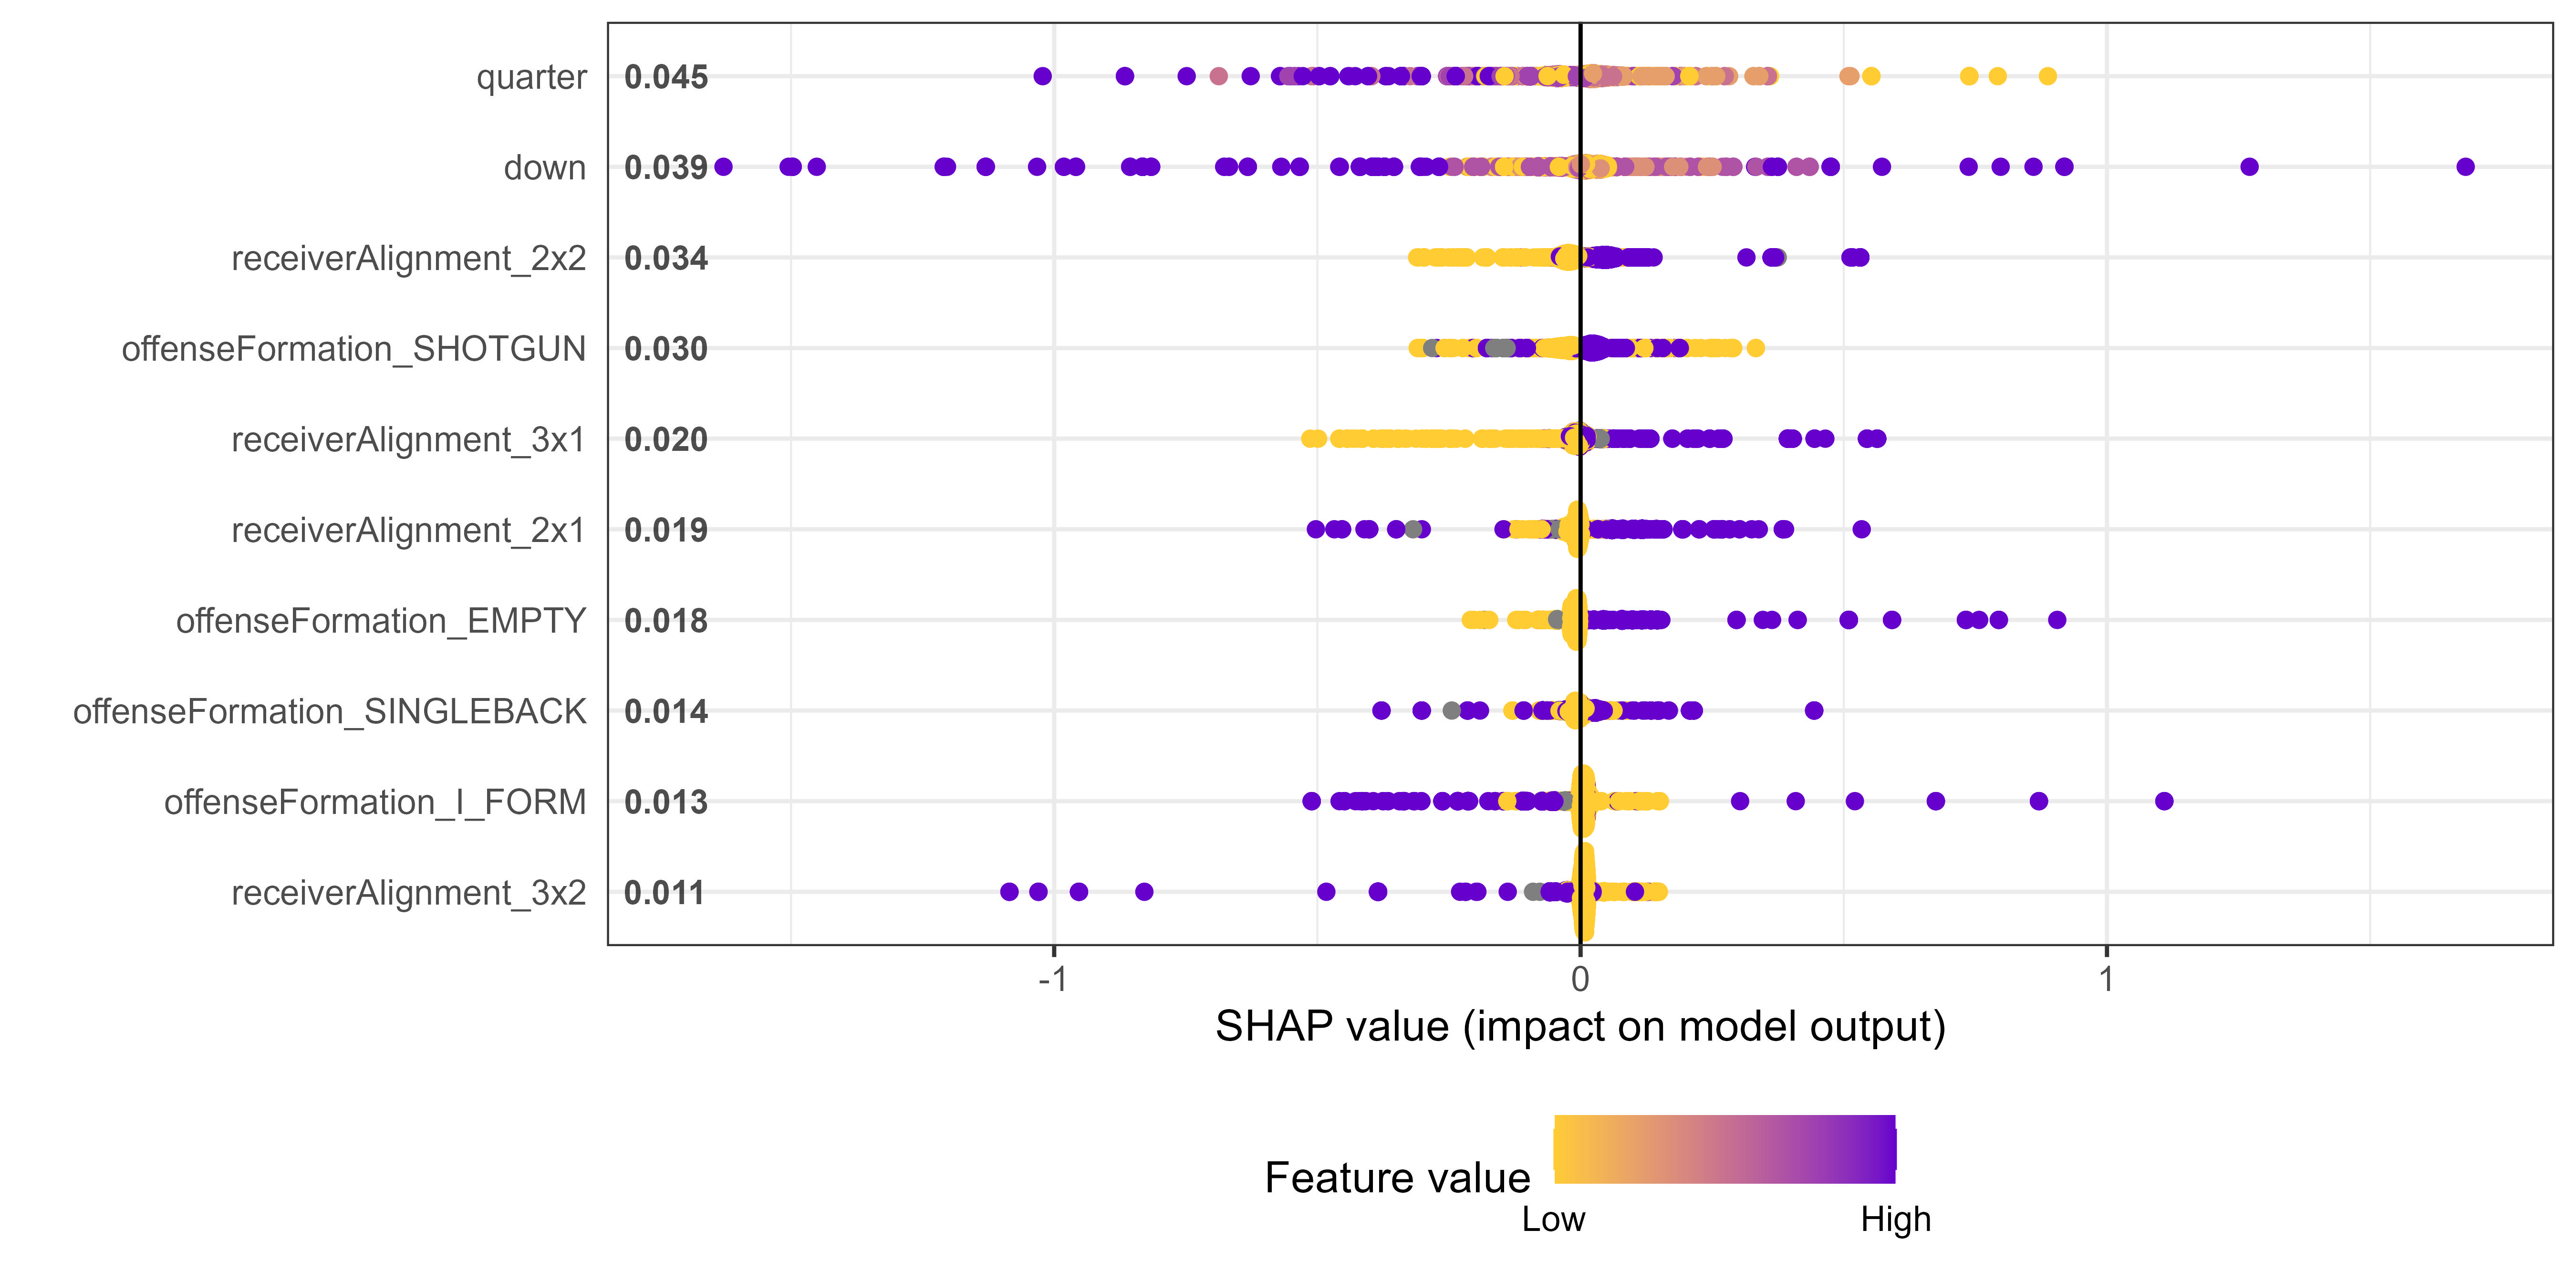 quarter 0.045
down 0.039
receiverAlignment_2x2 0.034
offenseFormation_SHOTGUN 0.030
receiverAlignment_3x1 0.020
receiverAlignment_2x1 0.019
offenseFormation_EMPTY 0.018
offenseFormation_SINGLEBACK 0.014
offenseFormation_I_FORM 0.013
receiverAlignment_3x2 0.011
-1 0 1
SHAP value (impact on model output)
Feature value
Low High